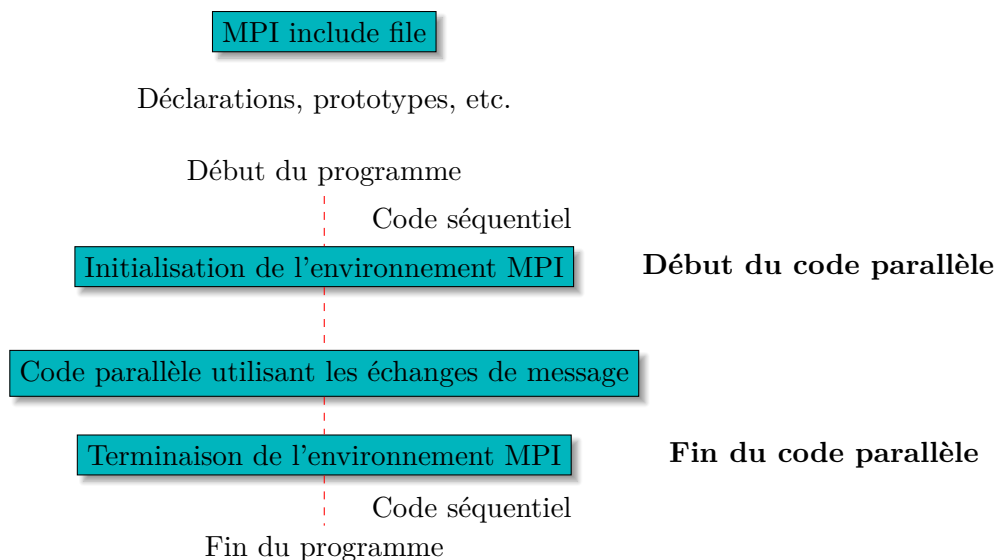 MPI include file
Déclarations, prototypes, etc.
Début du programme
Code séquentiel
Initialisation de l'environnement MPI
Début du code parallèle
Code parallèle utilisant les échanges de message
Terminaison de l'environnement MPI
Fin du code parallèle
Code séquentiel
Fin du programme